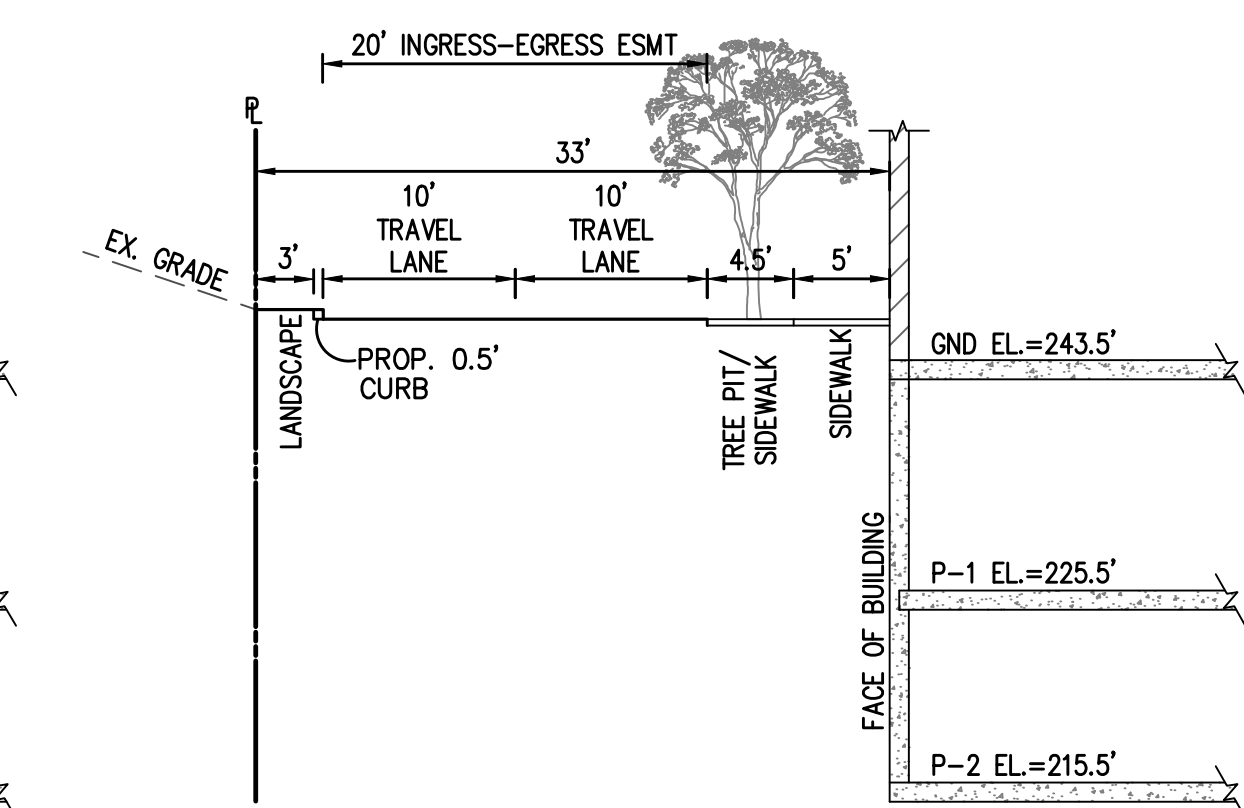 20' INGRESS-EGRESS ESMT
PL
33'
10'
TRAVEL
LANE
10'
TRAVEL
LANE
EX. GRADE
3'
4.5'
5'
LANDSCAPE
PROP. 0.5'
CURB
TREE PIT/
SIDEWALK
SIDEWALK
GND EL.=243.5'
FACE OF BUILDING
P-1 EL.=225.5'
P-2 EL.=215.5'